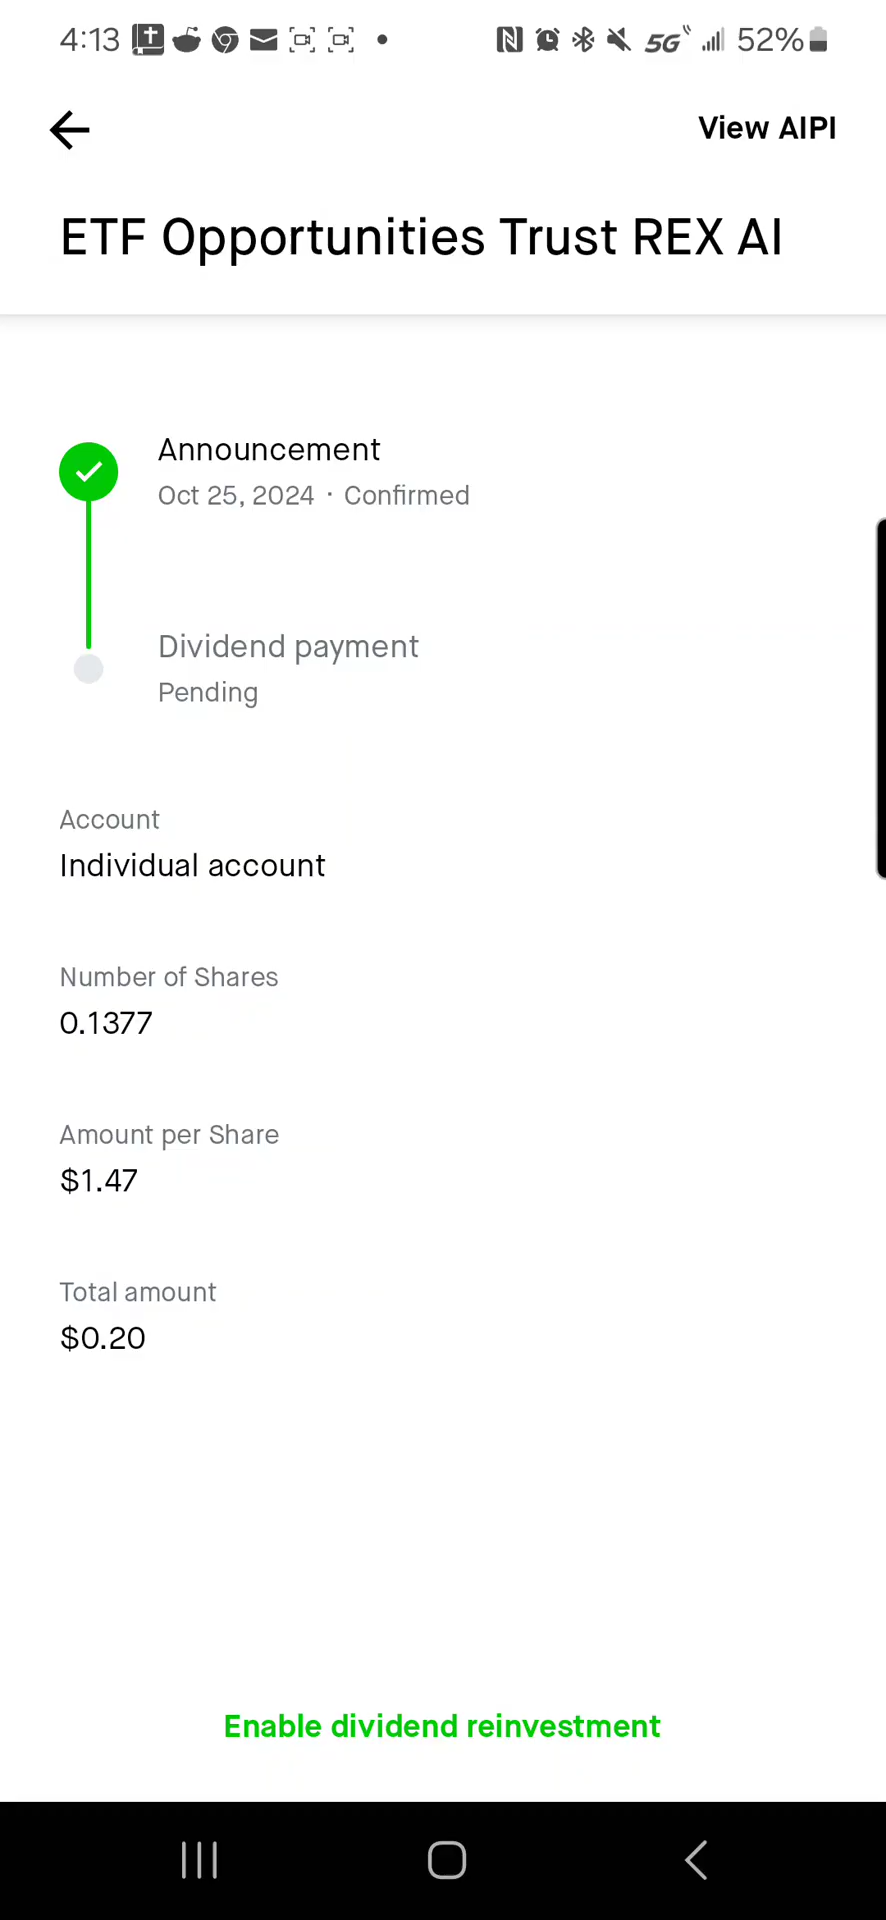 4:13 5G 52%
View AIPI
ETF Opportunities Trust REX AI
Announcement
Oct 25, 2024 · Confirmed
Dividend payment
Pending
Account
Individual account
Number of Shares
0.1377
Amount per Share
$1.47
Total amount
$0.20
Enable dividend reinvestment